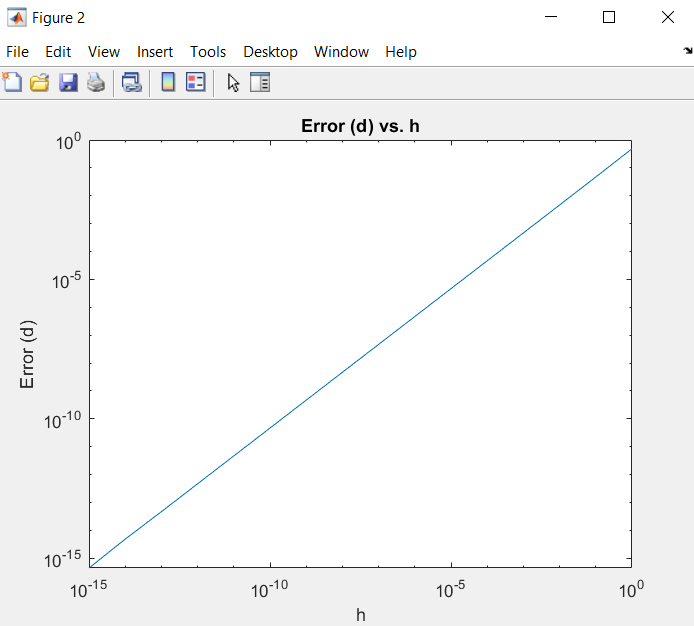 Figure 2
File Edit View Insert Tools Desktop Window Help
Error (d) vs. h
10^0
10^-5
10^-10
10^-15
Error (d)
10^-15 10^-10 10^-5 10^0
h